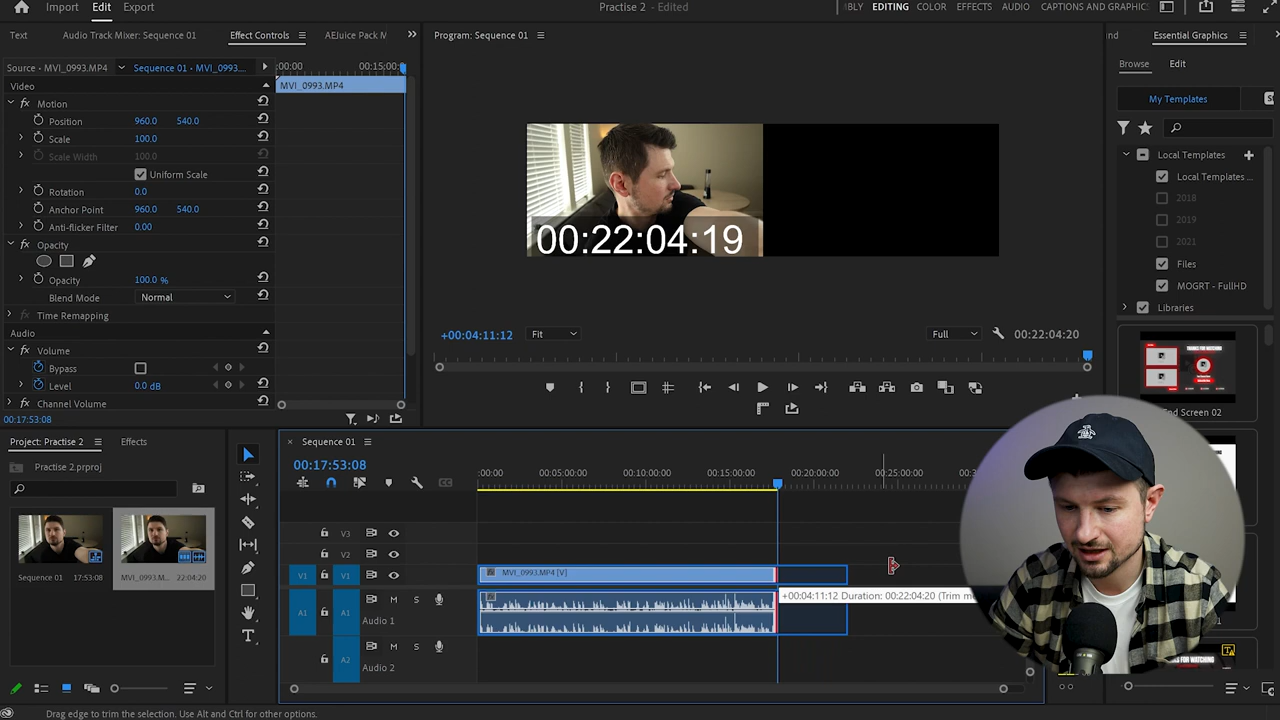 Import Edit Export
Practise 2 - Edited
BLY EDITING COLOR EFFECTS AUDIO CAPTIONS AND GRAPHICS
Text Audio Track Mixer: Sequence 01 Effect Controls AEJuice Pack M
Source - MVI_0993.MP4 Sequence 01 - MVI_0993....
:00:00 00:15:00:
Video
MVI_0993.MP4
Motion
Position 960.0 540.0
Scale 100.0
Scale Width 100.0
Uniform Scale
Rotation 0.0
Anchor Point 960.0 540.0
Anti-flicker Filter 0.00
Opacity
Opacity 100.0 %
Blend Mode Normal
Time Remapping
Audio
Volume
Bypass
Level 0.0 dB
Channel Volume
00:17:53:08
Program: Sequence 01
00:22:04:19
+00:04:11:12 Fit Full 00:22:04:20
nd Essential Graphics
Browse Edit
My Templates
Local Templates
Local Templates ...
2018
2019
2021
Files
MOGRT - FullHD
Libraries
THANKS FOR WATCHING
End Screen 02
Project: Practise 2 Effects
Practise 2.prproj
Sequence 01 17:53:08
MVI_0993.M... 22:04:20
Sequence 01
00:17:53:08
:00:00 00:05:00:00 00:10:00:00 00:15:00:00 00:20:00:00 00:25:00:00
V3
V2
V1 V1
MVI_0993.MP4 [V]
A1 A1 M S
Audio 1
+00:04:11:12 Duration: 00:22:04:20 (Trim m
A2 M S
Audio 2
Drag edge to trim the selection. Use Alt and Ctrl for other options.